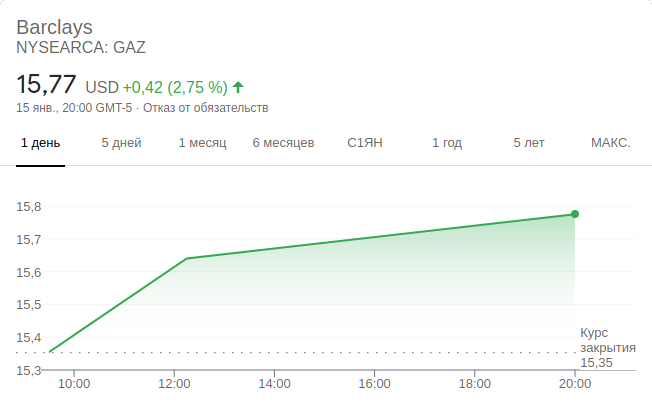 Barclays
NYSEARCA: GAZ
15,77 USD +0,42 (2,75 %)
15 янв., 20:00 GMT-5 · Отказ от обязательств
1 день 5 дней 1 месяц 6 месяцев С1ЯН 1 год 5 лет МАКС.
15,8
15,7
15,6
15,5
15,4
15,3
Курс
закрытия
15,35
10:00 12:00 14:00 16:00 18:00 20:00